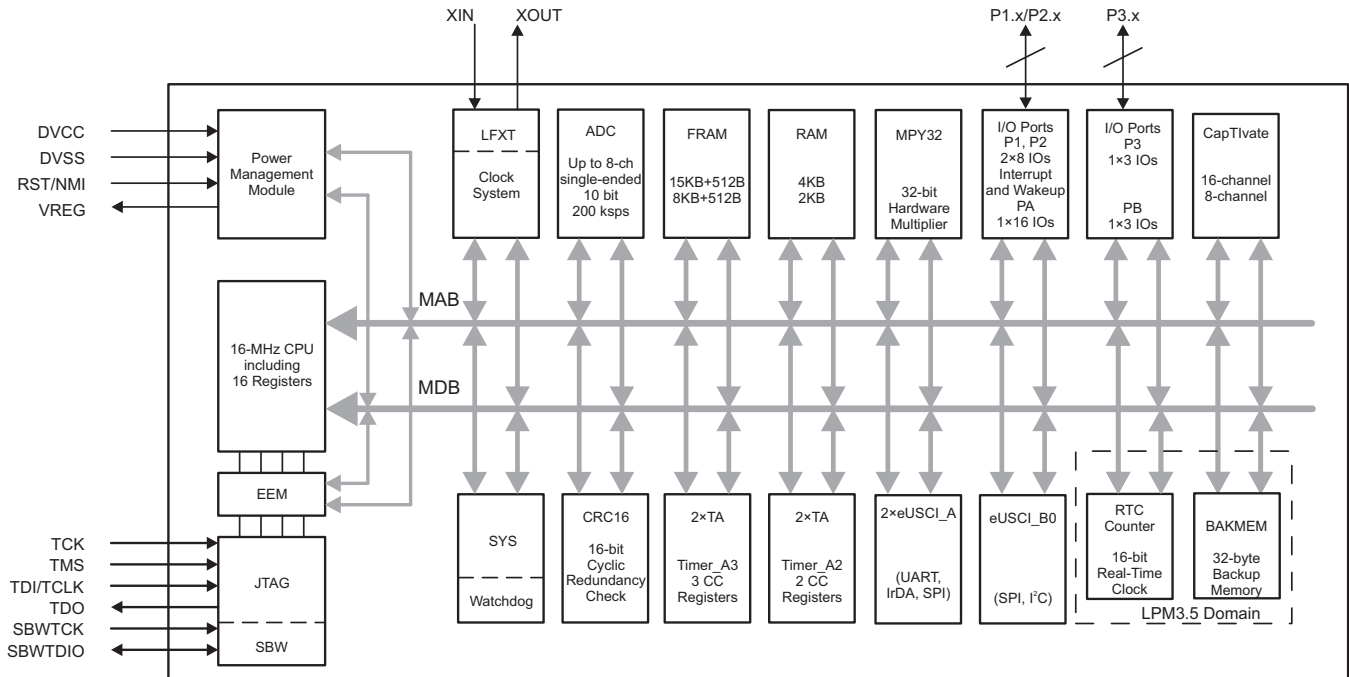 XIN
XOUT
P1.x/P2.x
P3.x
DVCC
DVSS
RST/NMI
VREG
Power
Management
Module
LFXT
Clock
System
ADC
Up to 8-ch
single-ended
10 bit
200 ksps
FRAM
15KB+512B
8KB+512B
RAM
4KB
2KB
MPY32
32-bit
Hardware
Multiplier
I/O Ports
P1, P2
2×8 IOs
Interrupt
and Wakeup
PA
1×16 IOs
I/O Ports
P3
1×3 IOs
PB
1×3 IOs
CapTIvate
16-channel
8-channel
MAB
16-MHz CPU
including
16 Registers
MDB
EEM
TCK
TMS
TDI/TCLK
TDO
SBWTCK
SBWTDIO
JTAG
SBW
SYS
Watchdog
CRC16
16-bit
Cyclic
Redundancy
Check
2×TA
Timer_A3
3 CC
Registers
2×TA
Timer_A2
2 CC
Registers
2×eUSCI_A
(UART,
IrDA, SPI)
eUSCI_B0
(SPI, I²C)
RTC
Counter
16-bit
Real-Time
Clock
BAKMEM
32-byte
Backup
Memory
LPM3.5 Domain